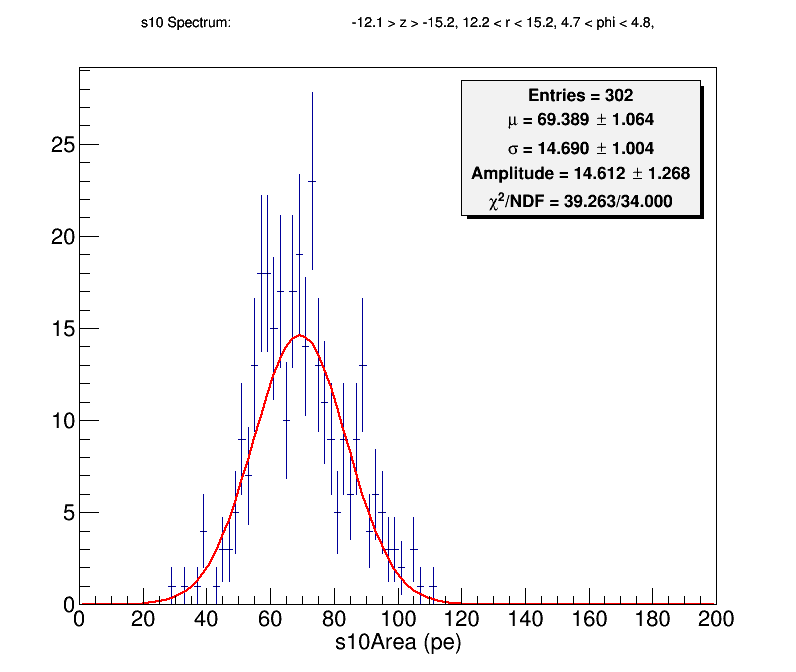 s10 Spectrum: -12.1 > z > -15.2, 12.2 < r < 15.2, 4.7 < phi < 4.8,
Entries = 302
μ = 69.389 ± 1.064
σ = 14.690 ± 1.004
Amplitude = 14.612 ± 1.268
χ²/NDF = 39.263/34.000
25
20
15
10
5
0
0 20 40 60 80 100 120 140 160 180 200
s10Area (pe)